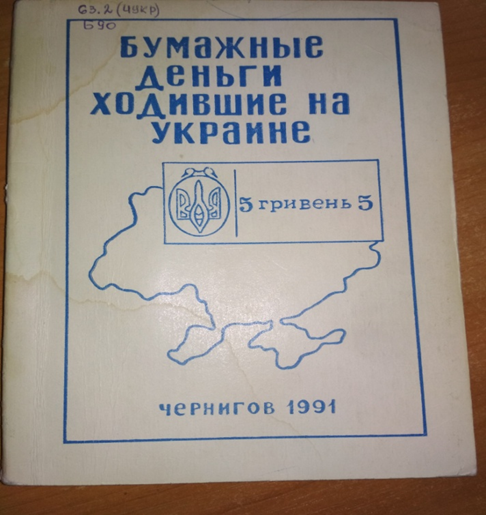 63.2(4УКР)
Б90
БУМАЖНЫЕ
ДЕНЬГИ
ХОДИВШИЕ НА
УКРАИНЕ
5 гривень 5
ЧЕРНИГОВ 1991